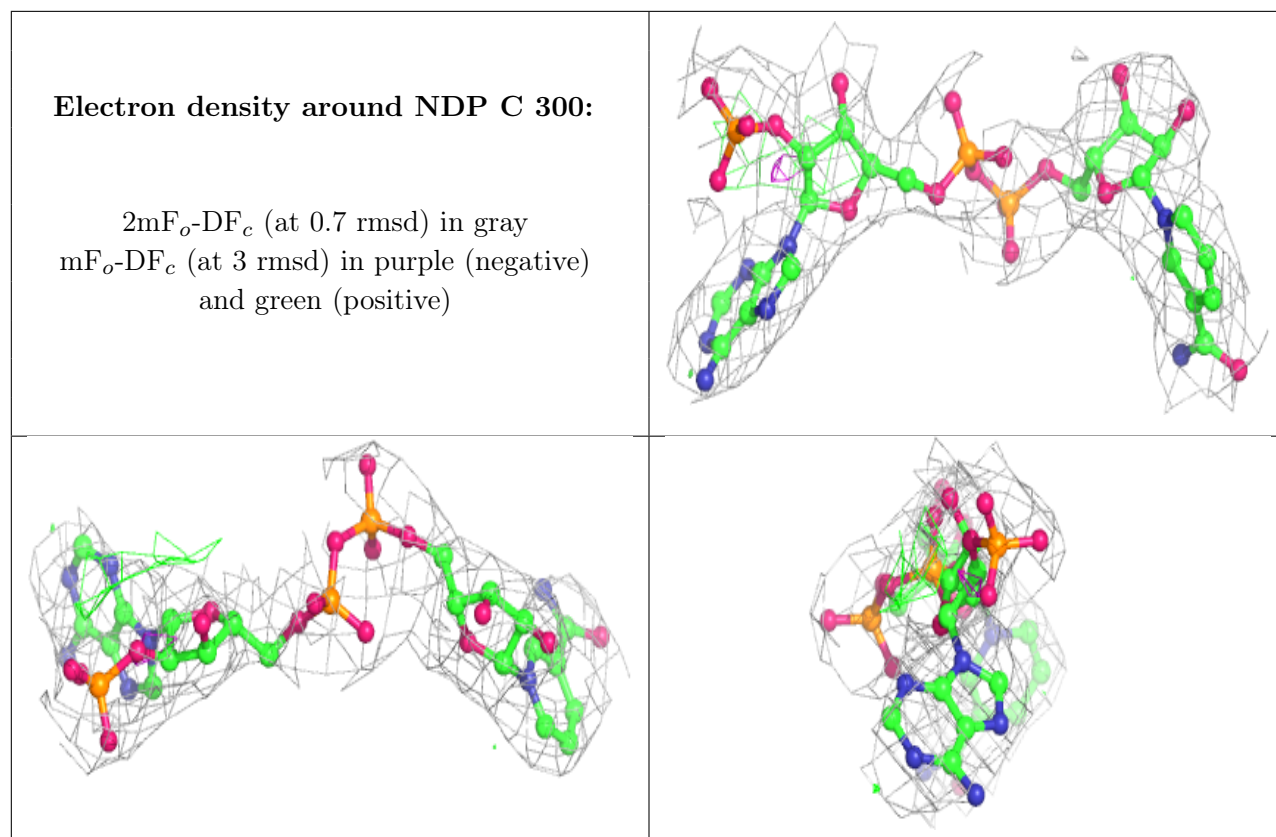 Electron density around NDP C 300:
2mFo-DFc (at 0.7 rmsd) in gray
mFo-DFc (at 3 rmsd) in purple (negative)
and green (positive)